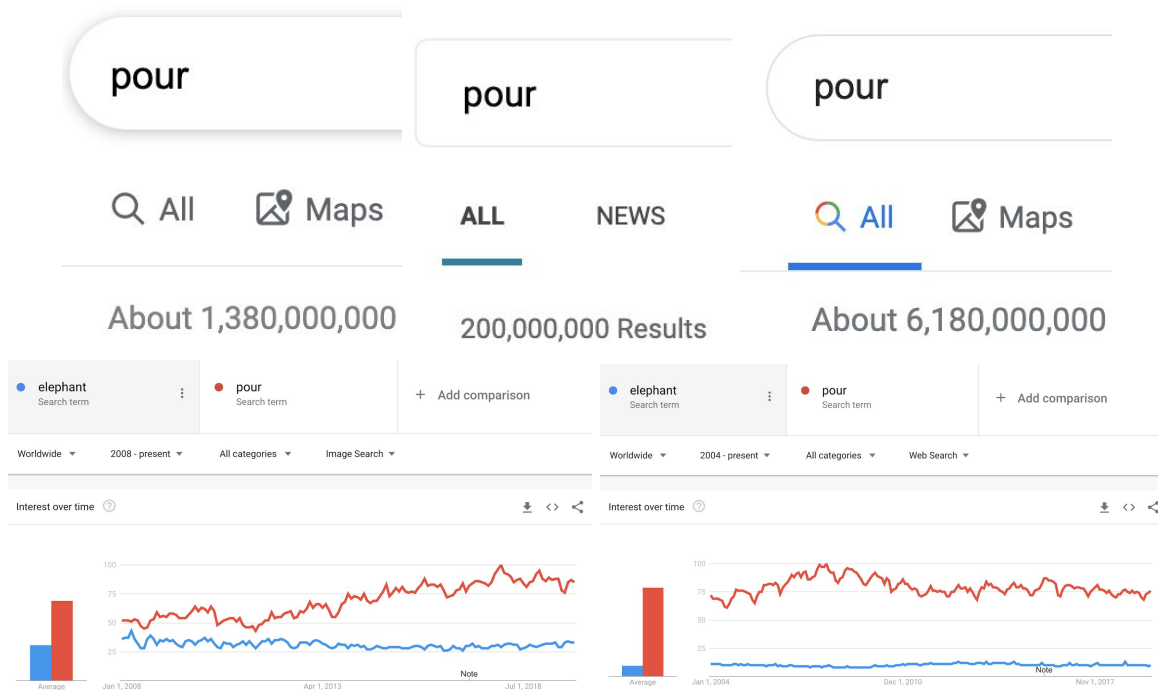 pour
All Maps
About 1,380,000,000
pour
ALL NEWS
200,000,000 Results
pour
All Maps
About 6,180,000,000
elephant
Search term
pour
Search term
+ Add comparison
Worldwide 2008 - present All categories Image Search
Interest over time ?
100
75
50
25
Note
Average
Jan 1, 2008 Apr 1, 2013 Jul 1, 2018
elephant
Search term
pour
Search term
+ Add comparison
Worldwide 2004 - present All categories Web Search
Interest over time ?
100
75
50
25
Note
Average
Jan 1, 2004 Dec 1, 2010 Nov 1, 2017